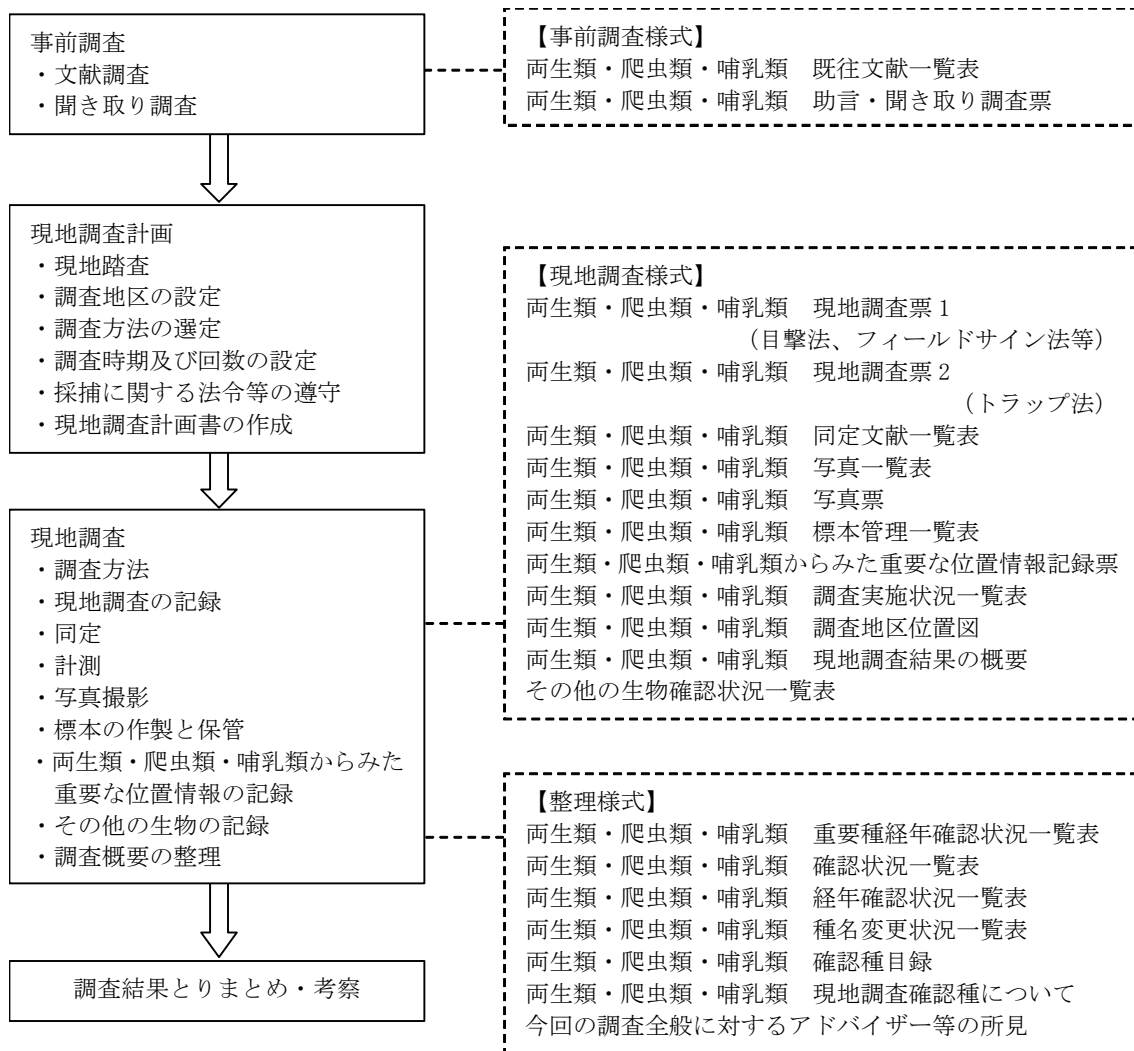 事前調査
・文献調査
・聞き取り調査
【事前調査様式】
両生類・爬虫類・哺乳類 既往文献一覧表
両生類・爬虫類・哺乳類 助言・聞き取り調査票
現地調査計画
・現地踏査
・調査地区の設定
・調査方法の選定
・調査時期及び回数の設定
・採捕に関する法令等の遵守
・現地調査計画書の作成
【現地調査様式】
両生類・爬虫類・哺乳類 現地調査票 1
（目撃法、フィールドサイン法等）
両生類・爬虫類・哺乳類 現地調査票 2
（トラップ法）
両生類・爬虫類・哺乳類 同定文献一覧表
両生類・爬虫類・哺乳類 写真一覧表
両生類・爬虫類・哺乳類 写真票
両生類・爬虫類・哺乳類 標本管理一覧表
両生類・爬虫類・哺乳類からみた重要な位置情報記録票
両生類・爬虫類・哺乳類 調査実施状況一覧表
両生類・爬虫類・哺乳類 調査地区位置図
両生類・爬虫類・哺乳類 現地調査結果の概要
その他の生物確認状況一覧表
現地調査
・調査方法
・現地調査の記録
・同定
・計測
・写真撮影
・標本の作製と保管
・両生類・爬虫類・哺乳類からみた
重要な位置情報の記録
・その他の生物の記録
・調査概要の整理
【整理様式】
両生類・爬虫類・哺乳類 重要種経年確認状況一覧表
両生類・爬虫類・哺乳類 確認状況一覧表
両生類・爬虫類・哺乳類 経年確認状況一覧表
両生類・爬虫類・哺乳類 種名変更状況一覧表
両生類・爬虫類・哺乳類 確認種目録
両生類・爬虫類・哺乳類 現地調査確認種について
今回の調査全般に対するアドバイザー等の所見
調査結果とりまとめ・考察